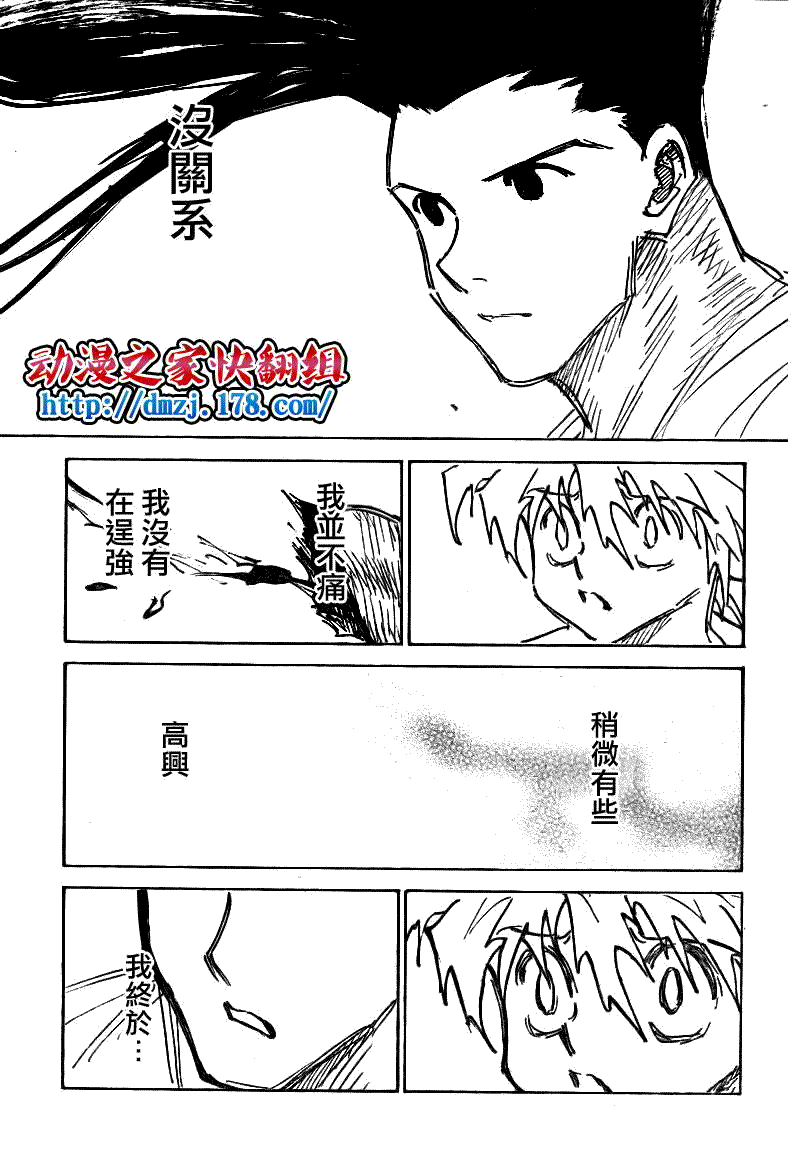 沒關系
动漫之家快翻组
http://dmzj.178.com/
我並不痛
我沒有
在逞強
稍微有些
高興
我終於…